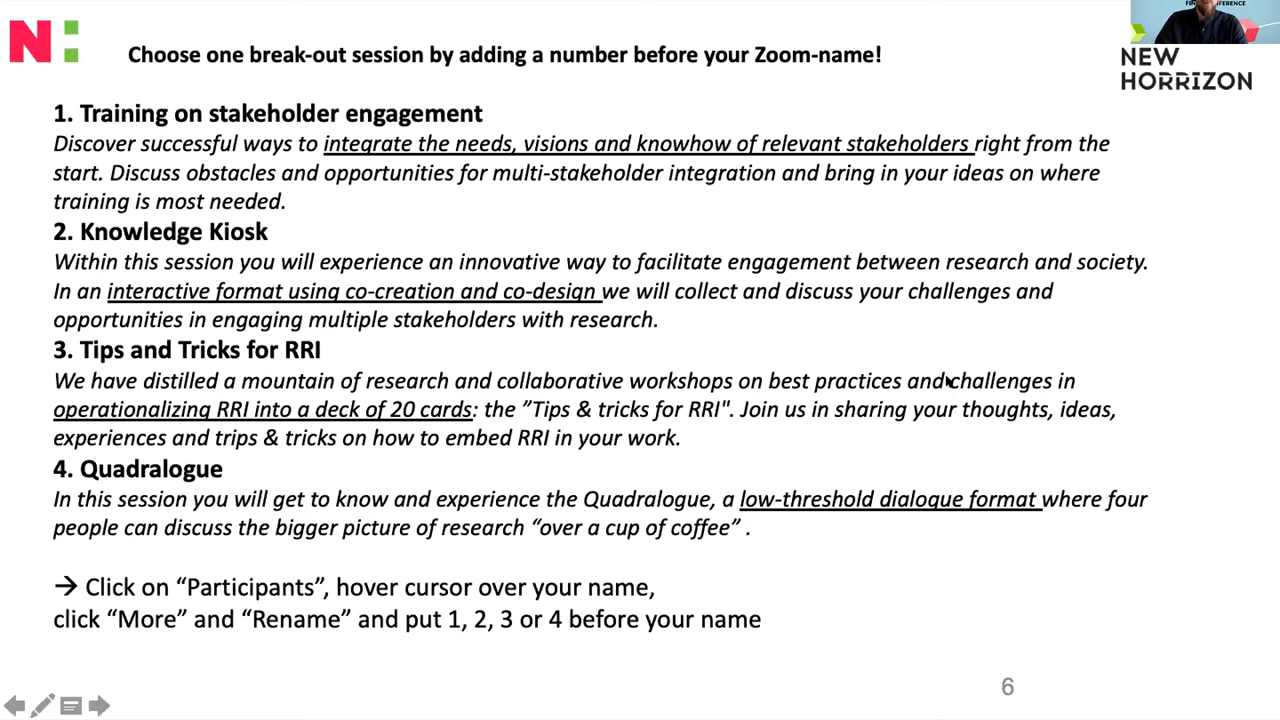 N:
Choose one break-out session by adding a number before your Zoom-name!
NEW
HORRIZON
1. Training on stakeholder engagement
Discover successful ways to integrate the needs, visions and knowhow of relevant stakeholders right from the
start. Discuss obstacles and opportunities for multi-stakeholder integration and bring in your ideas on where
training is most needed.
2. Knowledge Kiosk
Within this session you will experience an innovative way to facilitate engagement between research and society.
In an interactive format using co-creation and co-design we will collect and discuss your challenges and
opportunities in engaging multiple stakeholders with research.
3. Tips and Tricks for RRI
We have distilled a mountain of research and collaborative workshops on best practices and challenges in
operationalizing RRI into a deck of 20 cards: the ”Tips & tricks for RRI". Join us in sharing your thoughts, ideas,
experiences and trips & tricks on how to embed RRI in your work.
4. Quadralogue
In this session you will get to know and experience the Quadralogue, a low-threshold dialogue format where four
people can discuss the bigger picture of research “over a cup of coffee” .
→ Click on “Participants”, hover cursor over your name,
click “More” and “Rename” and put 1, 2, 3 or 4 before your name
6